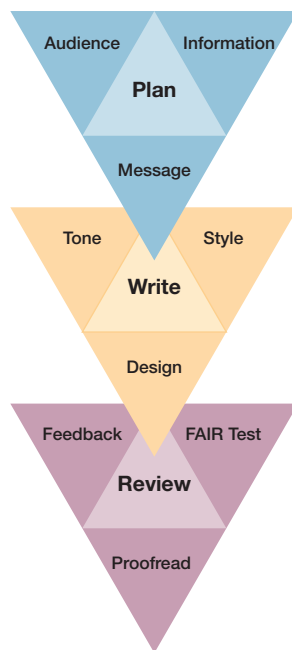 Audience
Information
Plan
Message
Tone
Style
Write
Design
Feedback
FAIR Test
Review
Proofread